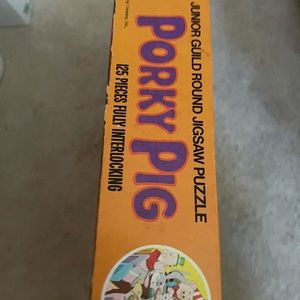 JUNIOR GUILD ROUND JIGSAW PUZZLE
PORKY PIG
125 PIECES FULLY INTERLOCKING